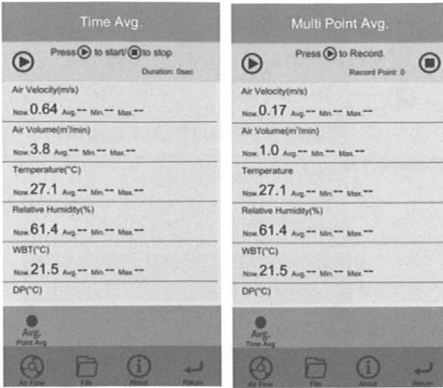 Time Avg.
Press to start/ to stop
Duration: 0sec
Air Velocity(m/s)
Now. 0.64 Avg. -- Min. -- Max. --
Air Volume(m³/min)
Now. 3.8 Avg. -- Min. -- Max. --
Temperature(°C)
Now. 27.1 Avg. -- Min. -- Max. --
Relative Humidity(%)
Now. 61.4 Avg. -- Min. -- Max. --
WBT(°C)
Now. 21.5 Avg. -- Min. -- Max. --
DP(°C)
Avg.
Point Avg
Air Flow File About Return
Multi Point Avg.
Press to Record.
Record Point: 0
Air Velocity(m/s)
Now. 0.17 Avg. -- Min. -- Max. --
Air Volume(m³/min)
Now. 1.0 Avg. -- Min. -- Max. --
Temperature
Now. 27.1 Avg. -- Min. -- Max. --
Relative Humidity(%)
Now. 61.4 Avg. -- Min. -- Max. --
WBT(°C)
Now. 21.5 Avg. -- Min. -- Max. --
DP(°C)
Avg.
Time Avg
Air Flow File About Return